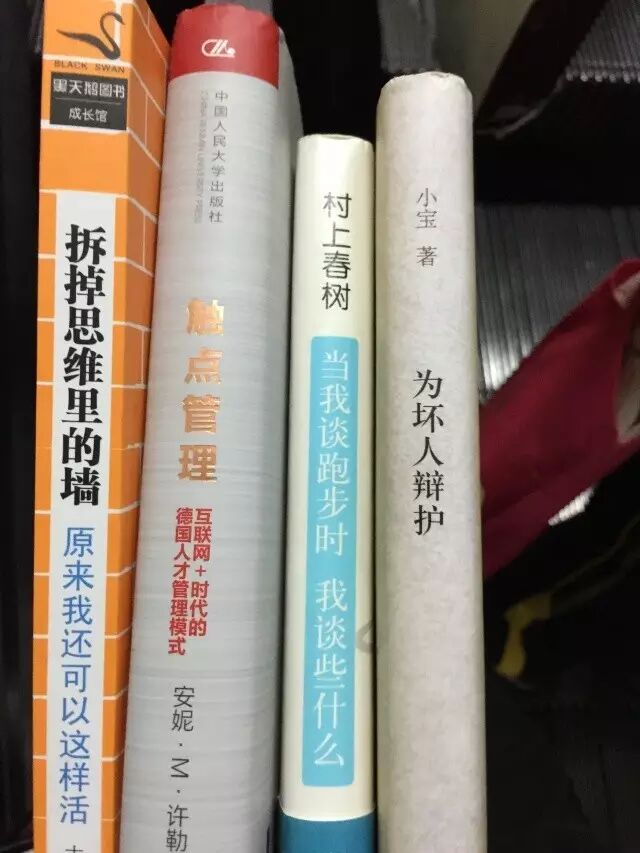 BLACK SWAN
黑天鹅图书
成长馆
拆掉思维里的墙
原来我还可以这样活
中国人民大学出版社
触点管理
互联网+时代的
德国人才管理模式
安妮·M·许勒
村上春树
当我谈跑步时 我谈些什么
小宝 著
为坏人辩护